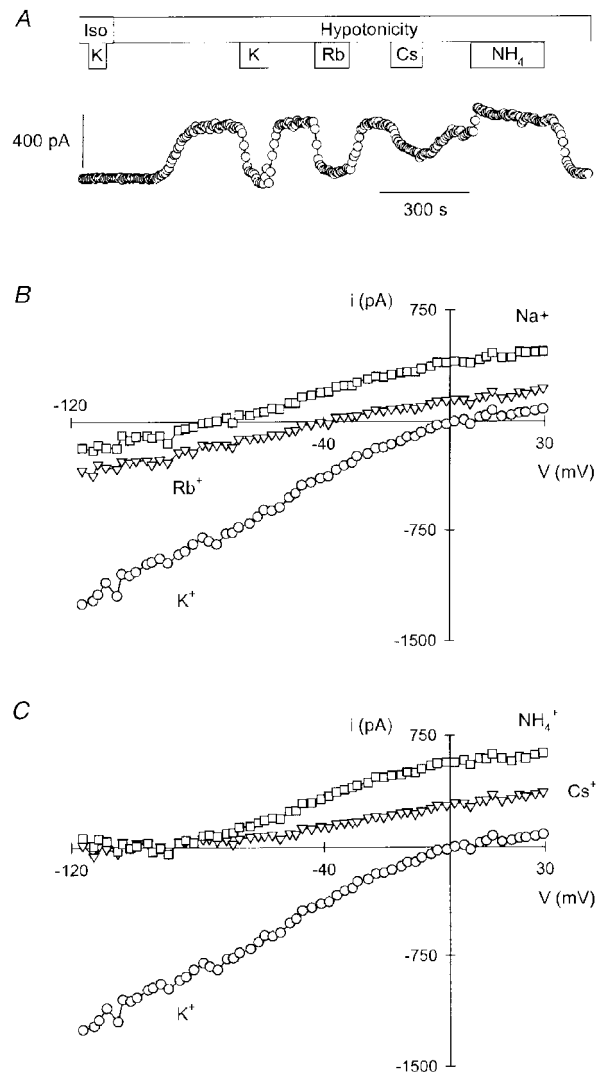 A
Iso Hypotonicity
K K Rb Cs NH4
400 pA
300 s
B
i (pA)
750
Na+
-120
-40
30
V (mV)
Rb+
-750
K+
-1500
C
i (pA)
750
NH4+
Cs+
-120
-40
30
V (mV)
-750
K+
-1500